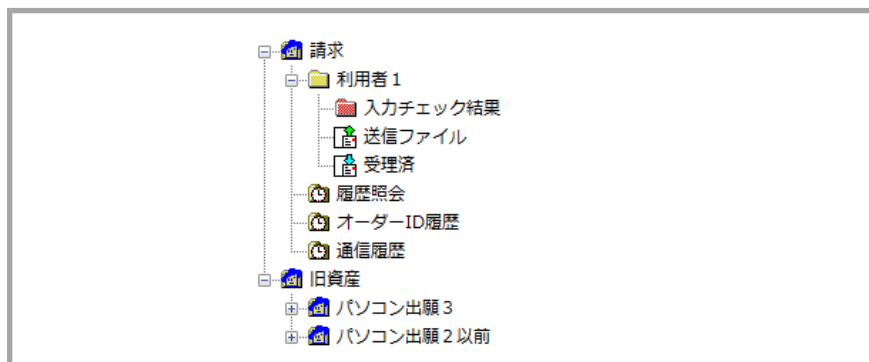 請求
利用者１
入力チェック結果
送信ファイル
受理済
履歴照会
オーダーID履歴
通信履歴
旧資産
パソコン出願３
パソコン出願２以前